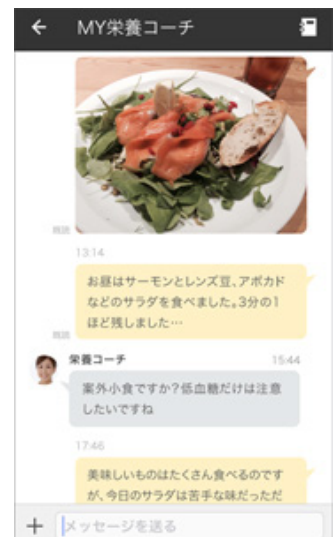 MY栄養コーチ
既読
13:14
お昼はサーモンとレンズ豆、アボカド
などのサラダを食べました。3分の1
ほど残しました…
既読
栄養コーチ
15:44
案外小食ですか?低血糖だけは注意
したいですね
17:46
美味しいものはたくさん食べるのです
が、今日のサラダは苦手な味だっただ
メッセージを送る